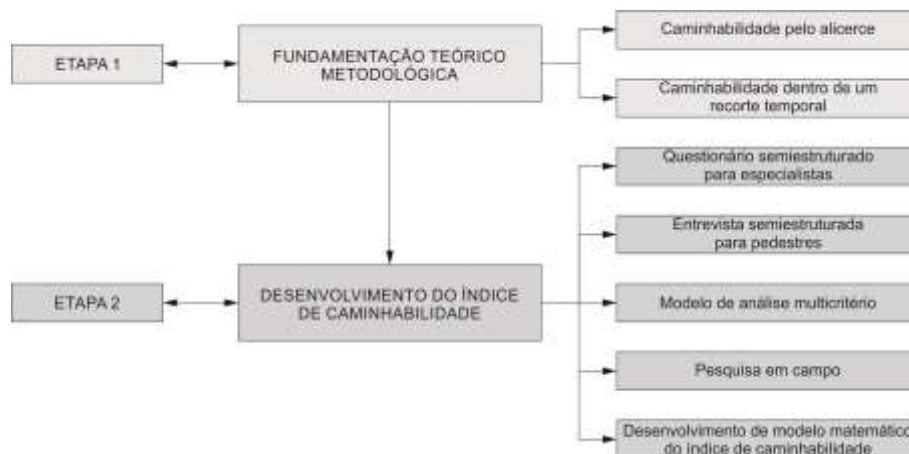 ETAPA 1
FUNDAMENTAÇÃO TEÓRICO
METODOLÓGICA
Caminhabilidade pelo alicerce
Caminhabilidade dentro de um
recorte temporal
ETAPA 2
DESENVOLVIMENTO DO ÍNDICE
DE CAMINHABILIDADE
Questionário semiestruturado
para especialistas
Entrevista semiestruturada
para pedestres
Modelo de análise multicritério
Pesquisa em campo
Desenvolvimento de modelo matemático
do índice de caminhabilidade